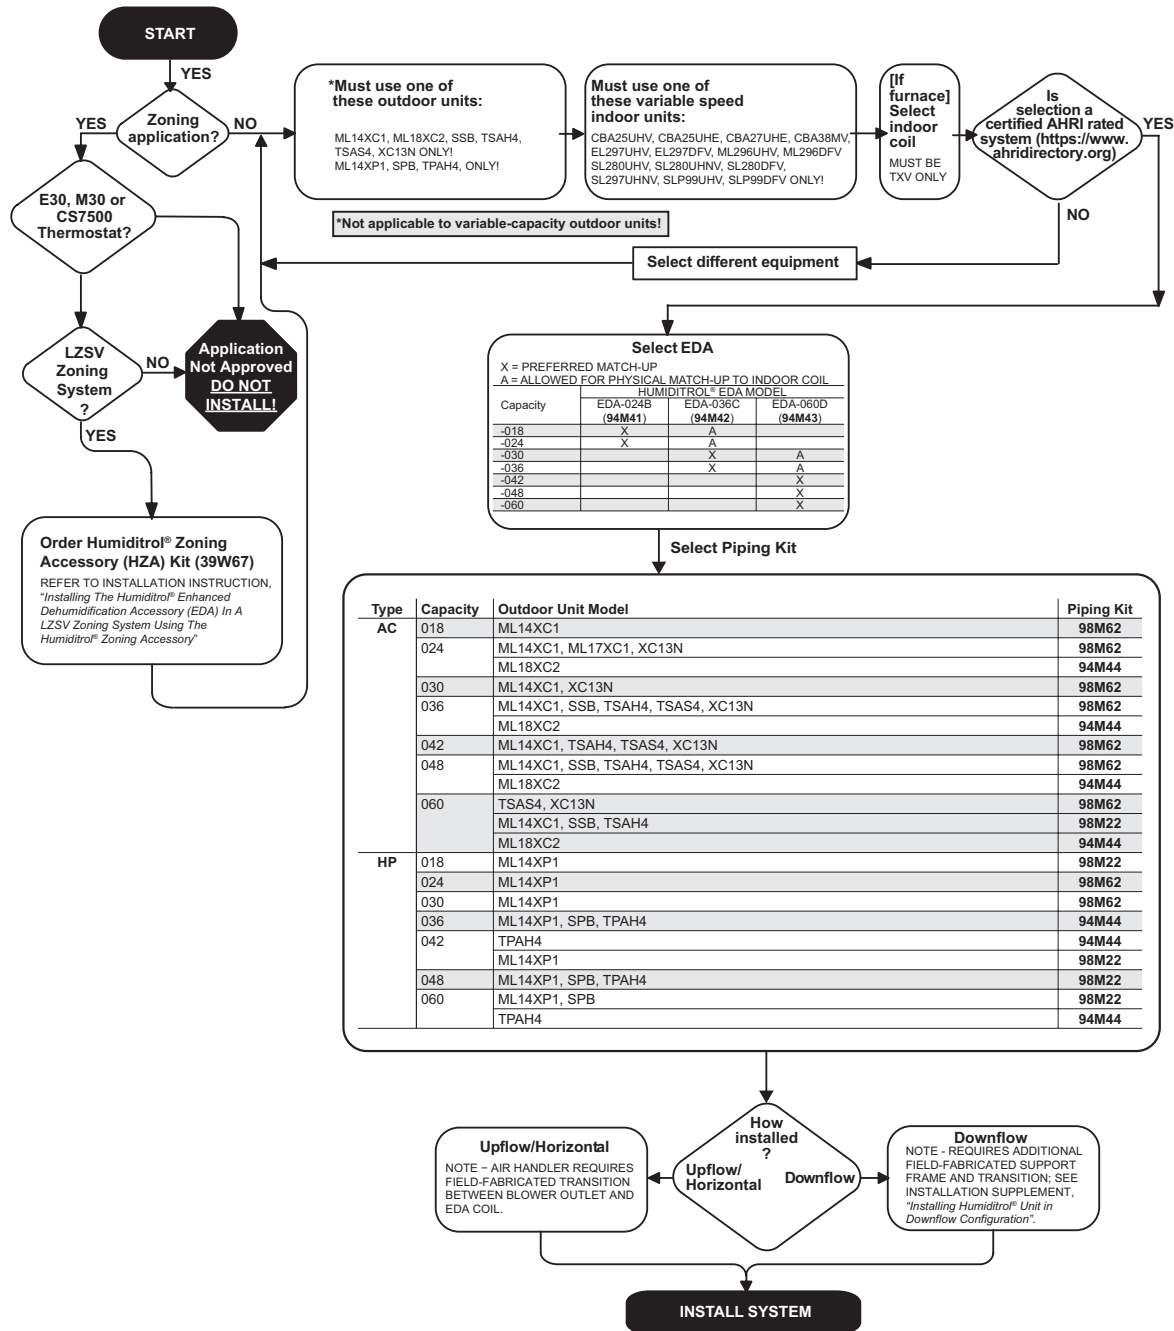 START
YES
Zoning
application?
YES
NO
*Must use one of
these outdoor units:
ML14XC1, ML18XC2, SSB, TSAH4,
TSAS4, XC13N ONLY!
ML14XP1, SPB, TPAH4, ONLY!
Must use one of
these variable speed
indoor units:
CBA25UHV, CBA25UHE, CBA27UHE, CBA38MV,
EL297UHV, EL297DFV, ML296UHV, ML296DFV
SL280UHV, SL280UHNV, SL280DFV,
SL297UHNV, SLP99UHV, SLP99DFV ONLY!
[If
furnace]
Select
indoor
coil
MUST BE
TXV ONLY
Is
selection a
certified AHRI rated
system (https://www.
ahridirectory.org)
YES
NO
*Not applicable to variable-capacity outdoor units!
Select different equipment
E30, M30 or
CS7500
Thermostat?
LZSV
Zoning
System
?
NO
YES
Application
Not Approved
DO NOT
INSTALL!
Order Humiditrol® Zoning
Accessory (HZA) Kit (39W67)
REFER TO INSTALLATION INSTRUCTION,
"Installing The Humiditrol® Enhanced
Dehumidification Accessory (EDA) In A
LZSV Zoning System Using The
Humiditrol® Zoning Accessory"
Select EDA
X = PREFERRED MATCH-UP
A = ALLOWED FOR PHYSICAL MATCH-UP TO INDOOR COIL
HUMIDITROL® EDA MODEL
Capacity EDA-024B EDA-036C EDA-060D
(94M41) (94M42) (94M43)
-018 X A
-024 X A
-030 X A
-036 X A
-042 X
-048 X
-060 X
Select Piping Kit
Type Capacity Outdoor Unit Model Piping Kit
AC 018 ML14XC1 98M62
024 ML14XC1, ML17XC1, XC13N 98M62
ML18XC2 94M44
030 ML14XC1, XC13N 98M62
036 ML14XC1, SSB, TSAH4, TSAS4, XC13N 98M62
ML18XC2 94M44
042 ML14XC1, TSAH4, TSAS4, XC13N 98M62
048 ML14XC1, SSB, TSAH4, TSAS4, XC13N 98M62
ML18XC2 94M44
060 TSAS4, XC13N 98M62
ML14XC1, SSB, TSAH4 98M22
ML18XC2 94M44
HP 018 ML14XP1 98M22
024 ML14XP1 98M62
030 ML14XP1 98M62
036 ML14XP1, SPB, TPAH4 94M44
042 TPAH4 94M44
ML14XP1 98M22
048 ML14XP1, SPB, TPAH4 98M22
060 ML14XP1, SPB 98M22
TPAH4 94M44
How
installed
?
Upflow/
Horizontal
Downflow
Upflow/Horizontal
NOTE – AIR HANDLER REQUIRES
FIELD-FABRICATED TRANSITION
BETWEEN BLOWER OUTLET AND
EDA COIL.
Downflow
NOTE - REQUIRES ADDITIONAL
FIELD-FABRICATED SUPPORT
FRAME AND TRANSITION; SEE
INSTALLATION SUPPLEMENT,
"Installing Humiditrol® Unit in
Downflow Configuration".
INSTALL SYSTEM